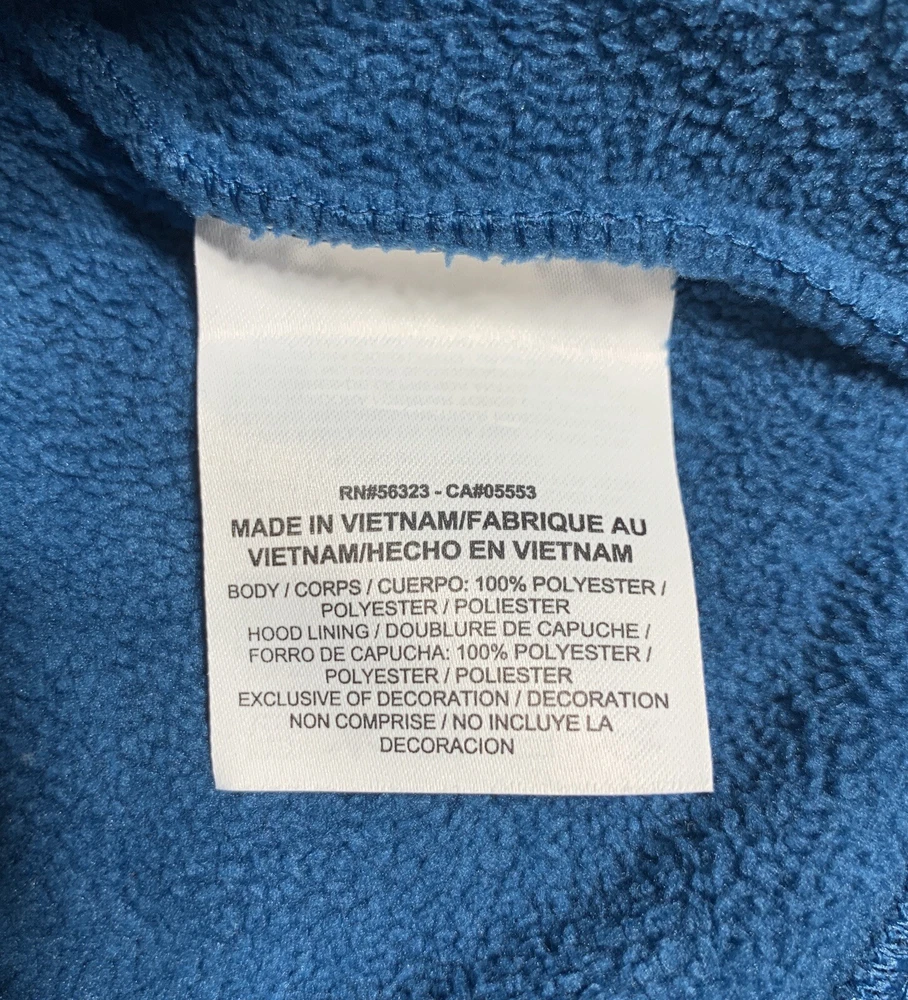 RN#56323 - CA#05553
MADE IN VIETNAM/FABRIQUE AU
VIETNAM/HECHO EN VIETNAM
BODY / CORPS / CUERPO: 100% POLYESTER /
POLYESTER / POLIESTER
HOOD LINING / DOUBLURE DE CAPUCHE /
FORRO DE CAPUCHA: 100% POLYESTER /
POLYESTER / POLIESTER
EXCLUSIVE OF DECORATION / DECORATION
NON COMPRISE / NO INCLUYE LA
DECORACION